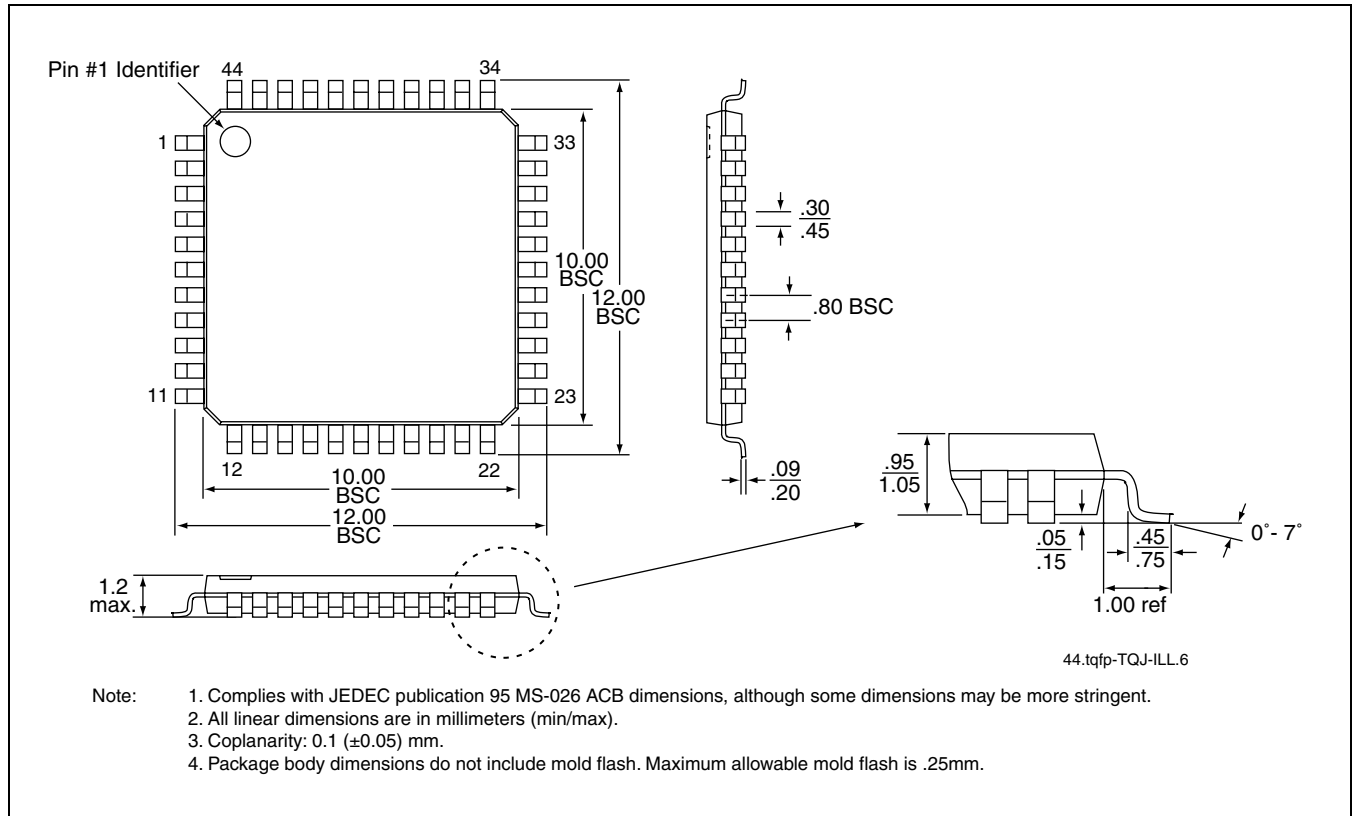 Pin #1 Identifier
44
34
1
33
.30
.45
10.00
BSC
12.00
BSC
.80 BSC
11
23
12
22
10.00
BSC
12.00
BSC
.09
.20
.95
1.05
.05
.15
.45
.75
0°- 7°
1.00 ref
1.2
max.
44.tqfp-TQJ-ILL.6
Note: 1. Complies with JEDEC publication 95 MS-026 ACB dimensions, although some dimensions may be more stringent.
2. All linear dimensions are in millimeters (min/max).
3. Coplanarity: 0.1 (±0.05) mm.
4. Package body dimensions do not include mold flash. Maximum allowable mold flash is .25mm.